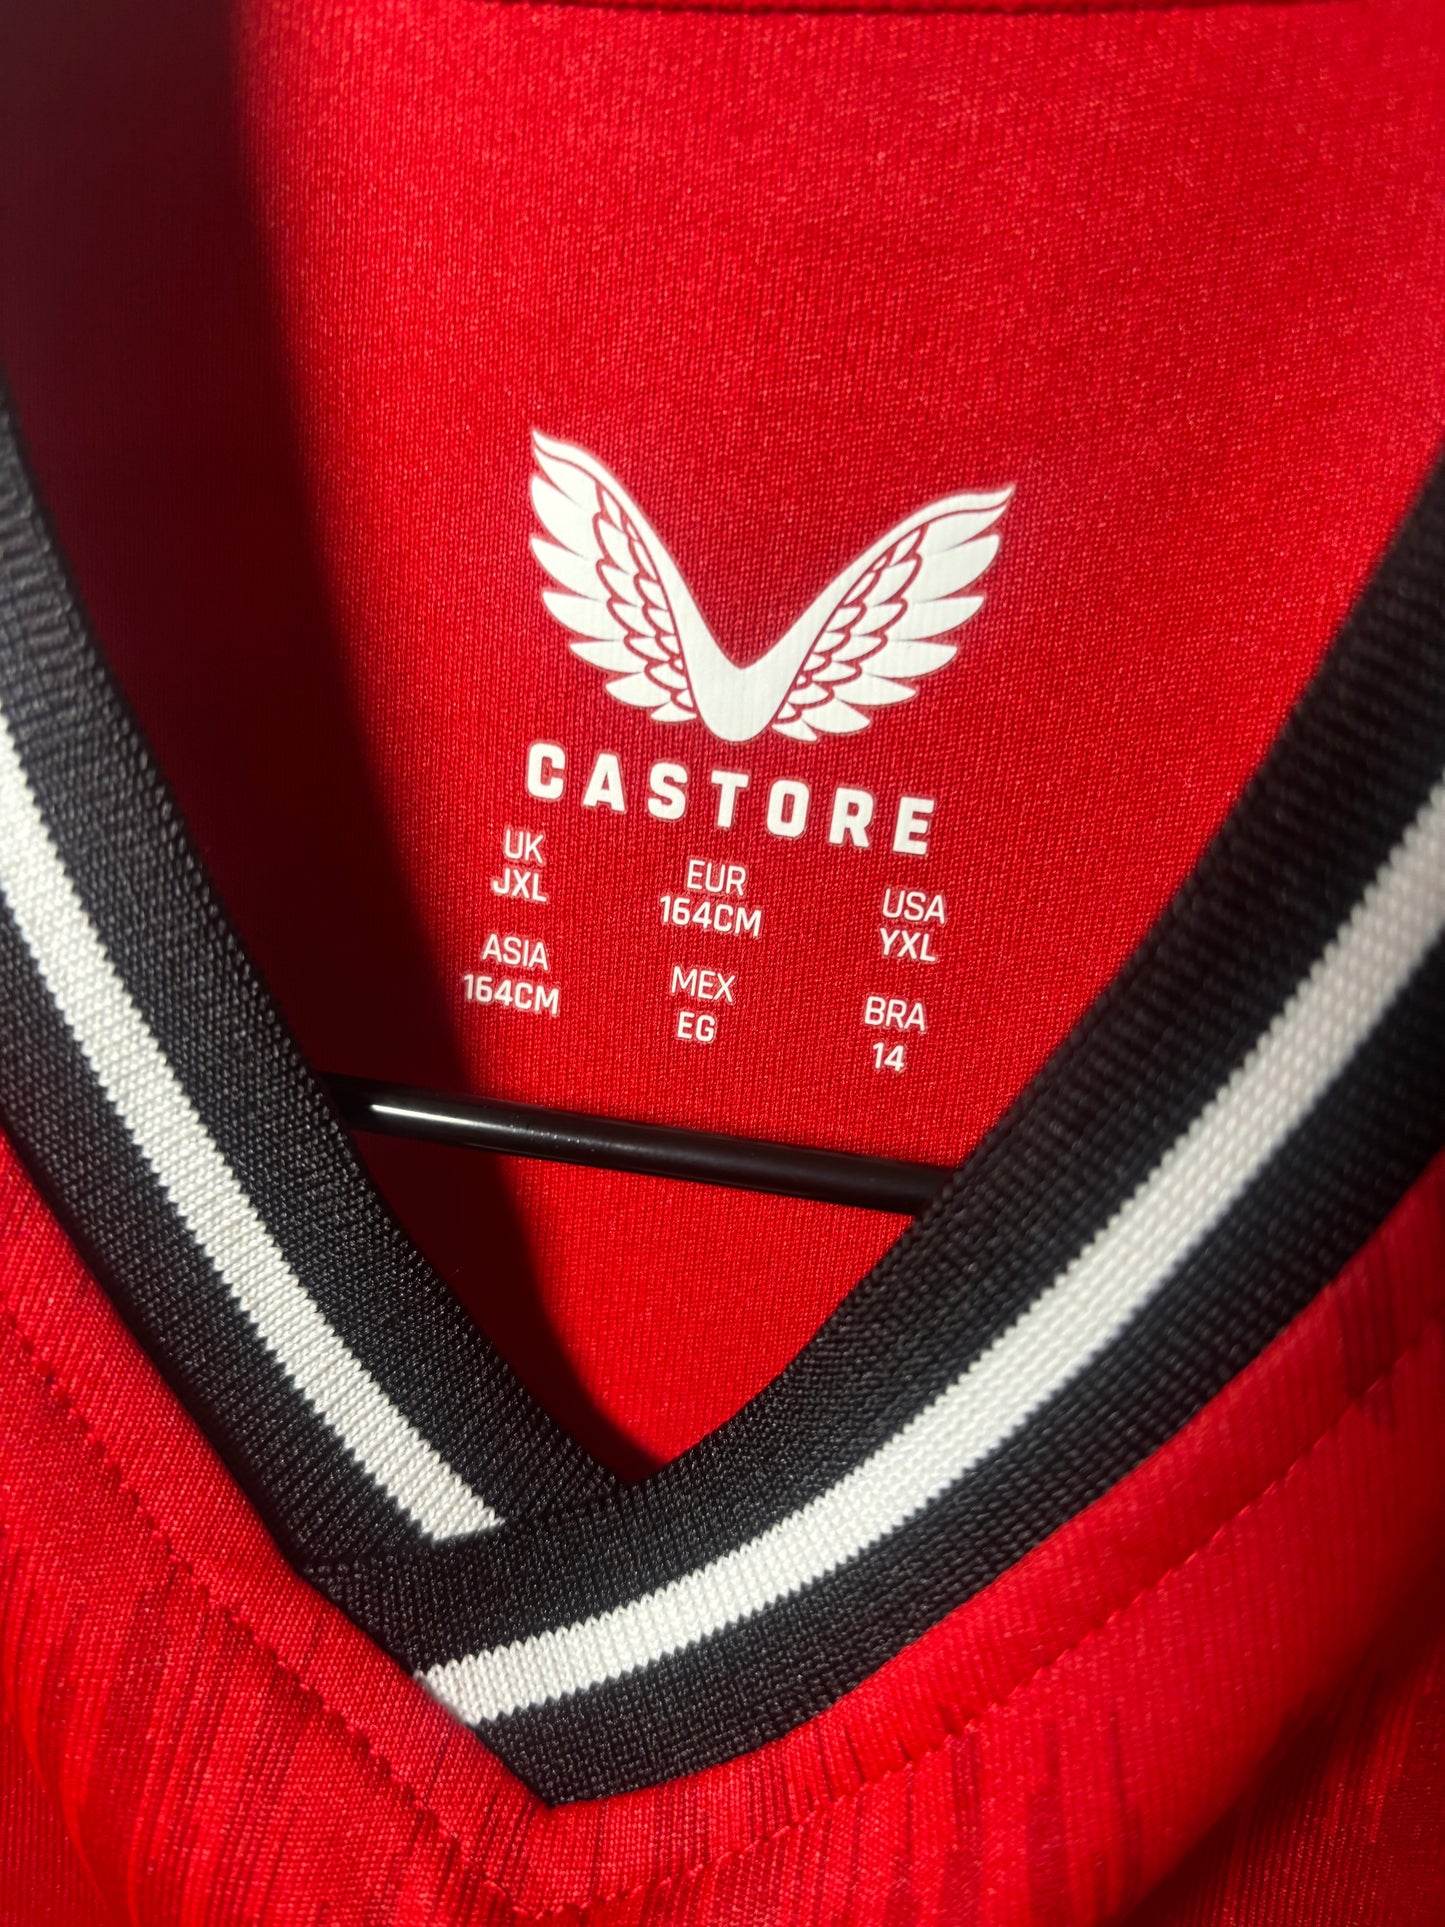 CASTORE
UK EUR USA
JXL 164CM YXL
ASIA MEX BRA
164CM EG 14